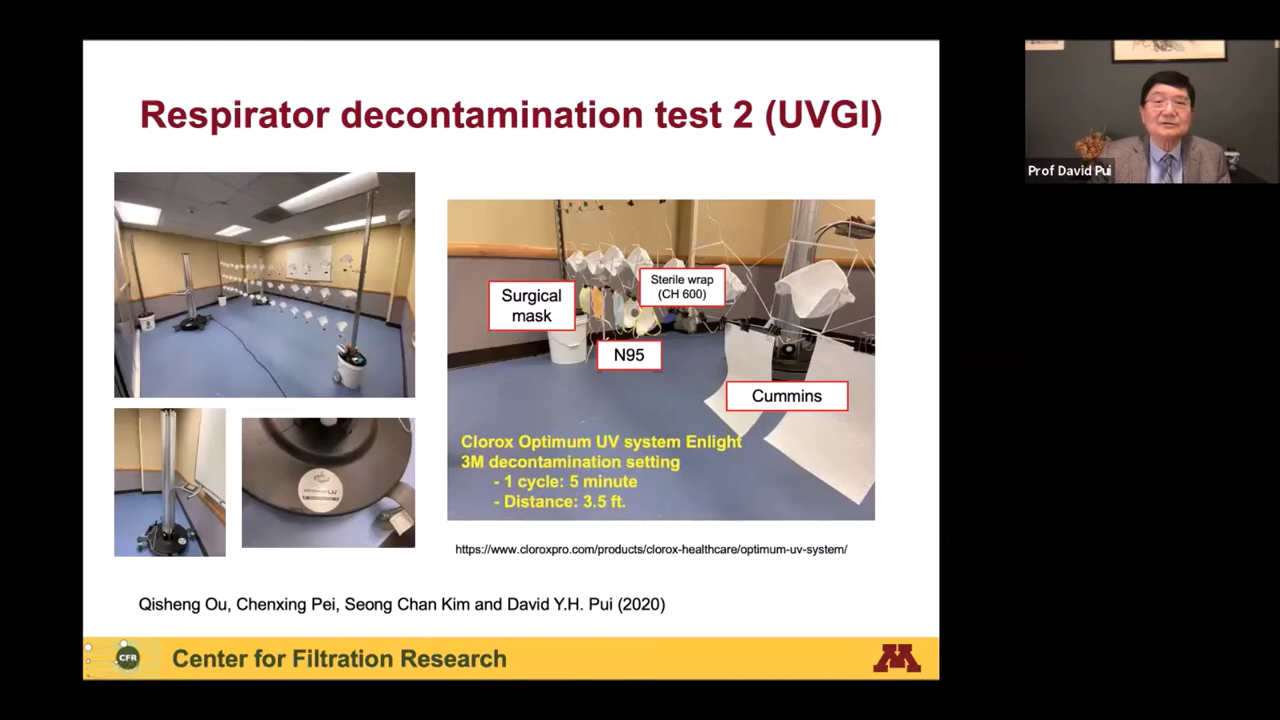 Respirator decontamination test 2 (UVGI)
Prof David Pui
Surgical
mask
Sterile wrap
(CH 600)
N95
Cummins
Clorox Optimum UV system Enlight
3M decontamination setting
- 1 cycle: 5 minute
- Distance: 3.5 ft.
https://www.cloroxpro.com/products/clorox-healthcare/optimum-uv-system/
Qisheng Ou, Chenxing Pei, Seong Chan Kim and David Y.H. Pui (2020)
CFR
Center for Filtration Research
M